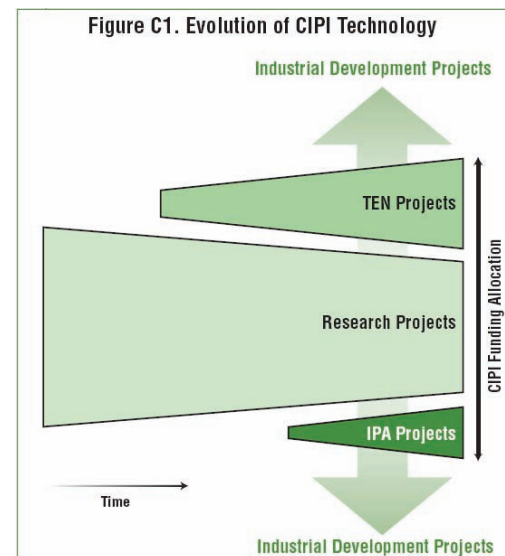 Figure C1. Evolution of CIPI Technology
Industrial Development Projects
TEN Projects
Research Projects
CIPI Funding Allocation
IPA Projects
Time
Industrial Development Projects